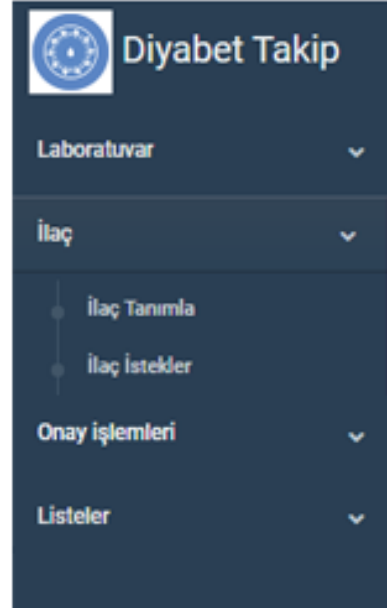 Diyabet Takip
Laboratuvar
İlaç
İlaç Tanımla
İlaç İstekler
Onay işlemleri
Listeler